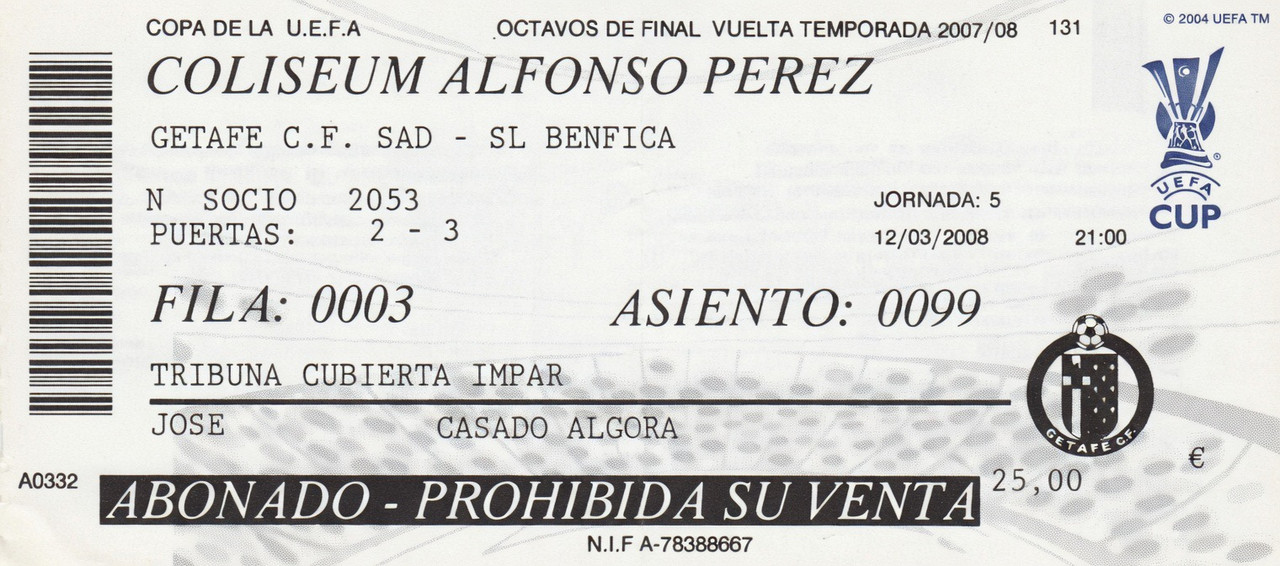 COPA DE LA U.E.F.A OCTAVOS DE FINAL VUELTA TEMPORADA 2007/08 131
© 2004 UEFA TM
COLISEUM ALFONSO PEREZ
GETAFE C.F. SAD - SL BENFICA
N SOCIO 2053
JORNADA: 5
UEFA
CUP
PUERTAS: 2 - 3
12/03/2008 21:00
FILA: 0003 ASIENTO: 0099
TRIBUNA CUBIERTA IMPAR
JOSE CASADO ALGORA
GETAFE C.F.
€
25,00
A0332
ABONADO - PROHIBIDA SU VENTA
N.I.F A-78388667